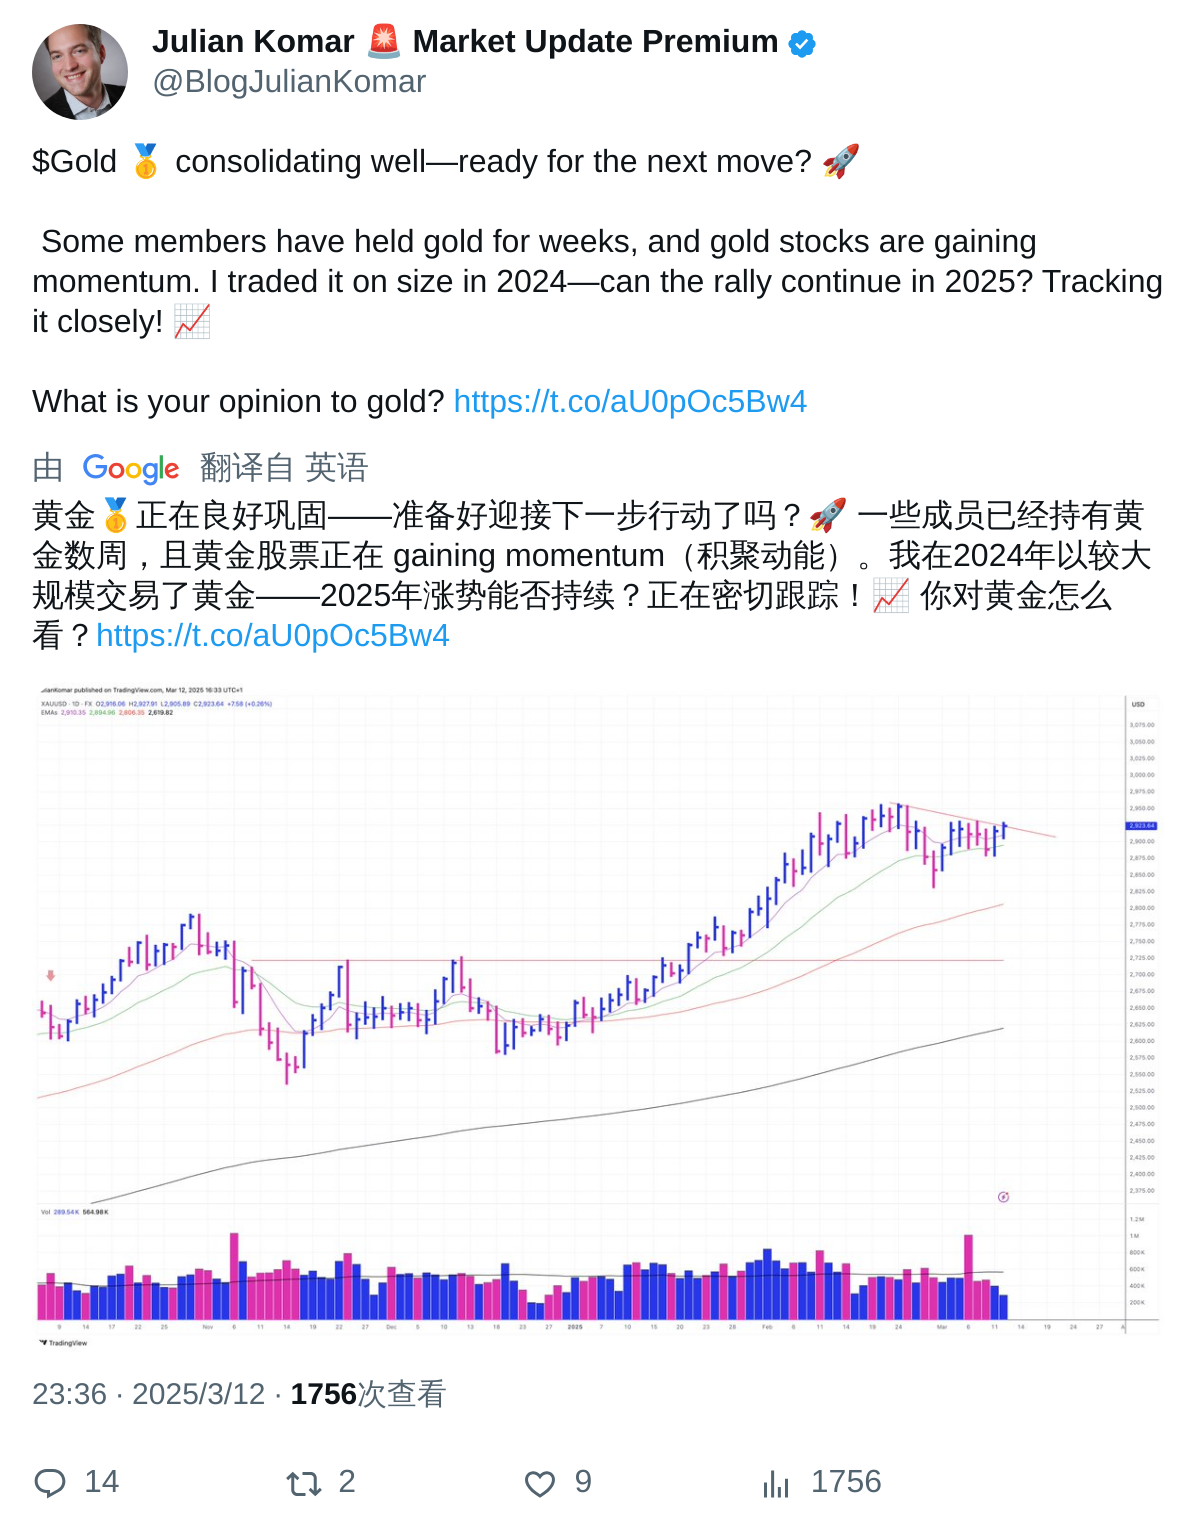 Julian Komar 🚨 Market Update Premium
@BlogJulianKomar
$Gold 🥇 consolidating well—ready for the next move? 🚀
Some members have held gold for weeks, and gold stocks are gaining
momentum. I traded it on size in 2024—can the rally continue in 2025? Tracking
it closely! 📈
What is your opinion to gold? https://t.co/aU0pOc5Bw4
由 Google 翻译自 英语
黄金🥇正在良好巩固——准备好迎接下一步行动了吗？🚀 一些成员已经持有黄
金数周，且黄金股票正在 gaining momentum（积聚动能）。我在2024年以较大
规模交易了黄金——2025年涨势能否持续？正在密切跟踪！📈 你对黄金怎么
看？https://t.co/aU0pOc5Bw4
JulianKomar published on TradingView.com, Mar 12, 2025 16:33 UTC+1
XAUUSD · 1D · FX O2,916.06 H2,927.91 L2,905.89 C2,923.64 +7.58 (+0.26%)
EMAs 2,910.35 2,894.96 2,806.35 2,619.82
USD
3,075.00
3,050.00
3,025.00
3,000.00
2,975.00
2,950.00
2,923.64
2,900.00
2,875.00
2,850.00
2,825.00
2,800.00
2,775.00
2,750.00
2,725.00
2,700.00
2,675.00
2,650.00
2,625.00
2,600.00
2,575.00
2,550.00
2,525.00
2,500.00
2,475.00
2,450.00
2,425.00
2,400.00
2,375.00
Vol 289.54K 564.98K
1.2M
1M
800K
600K
400K
200K
9 14 17 22 25 Nov 6 11 14 19 22 27 Dec 5 10 13 18 23 27 2025 7 10 15 20 23 28 Feb 6 11 14 19 24 Mar 6 11 14 19 24 27 A
TradingView
23:36 · 2025/3/12 · 1756次查看
14 2 9 1756